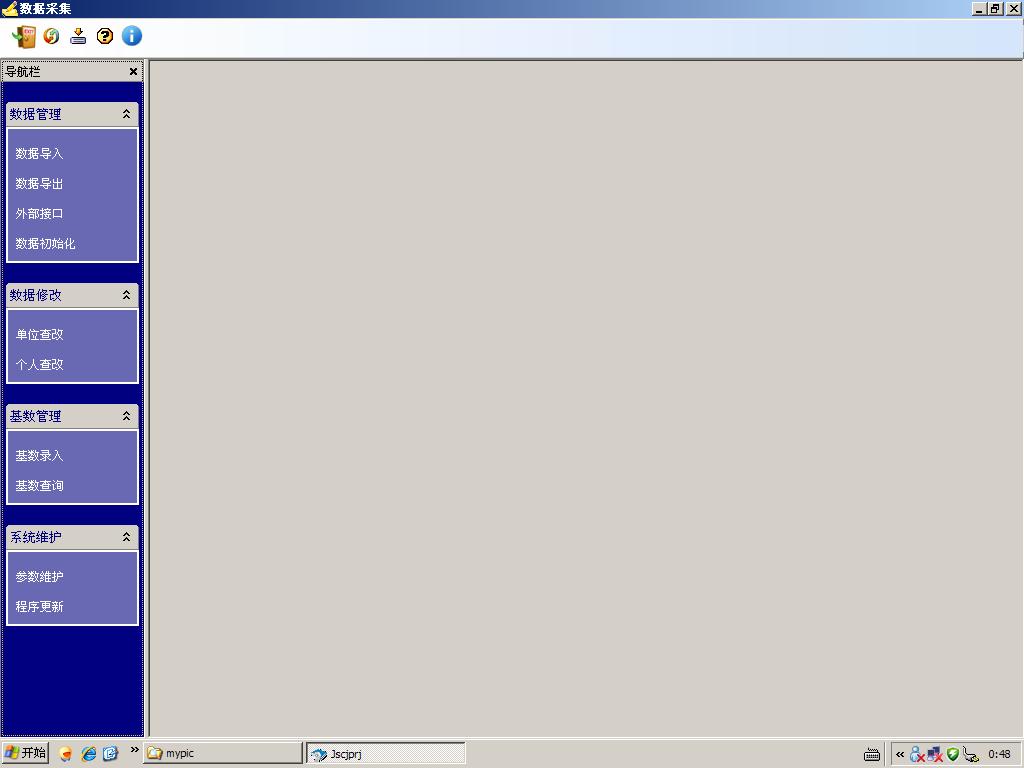 数据采集
导航栏
数据管理
数据导入
数据导出
外部接口
数据初始化
数据修改
单位查改
个人查改
基数管理
基数录入
基数查询
系统维护
参数维护
程序更新
开始
mypic
Jscjprj
0:48